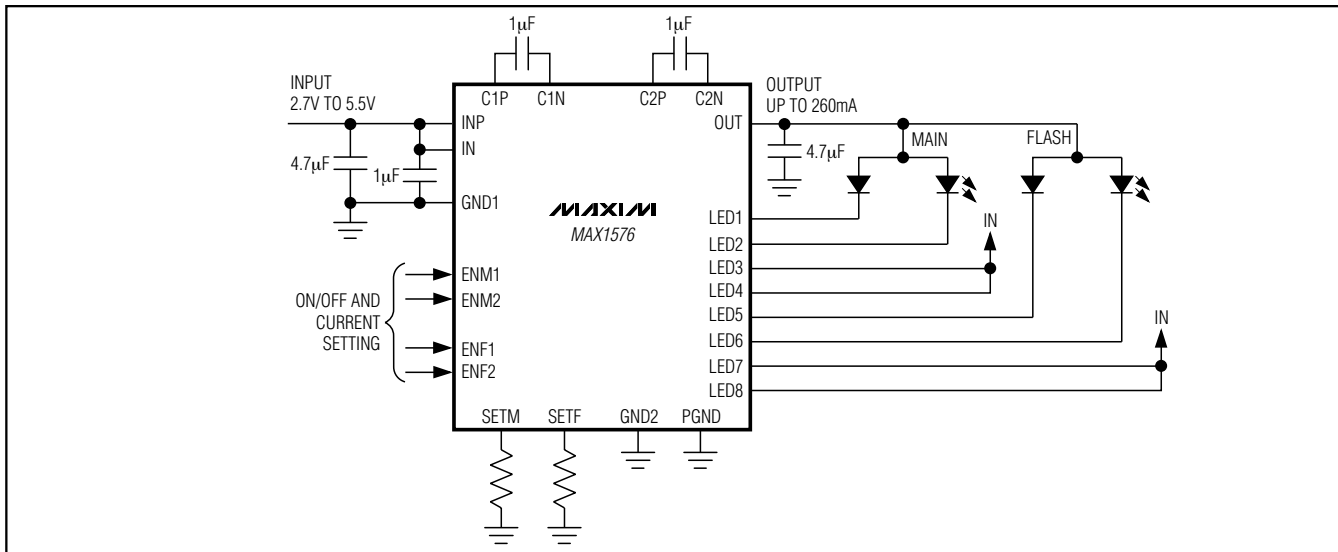 1μF
1μF
INPUT
2.7V TO 5.5V
C1P
C1N
C2P
C2N
OUTPUT
UP TO 260mA
INP
OUT
MAIN
FLASH
IN
4.7μF
1μF
4.7μF
GND1
MAXIM
MAX1576
LED1
IN
LED2
LED3
ENM1
ENM2
LED4
ON/OFF AND
CURRENT
SETTING
LED5
IN
LED6
ENF1
ENF2
LED7
LED8
SETM
SETF
GND2
PGND